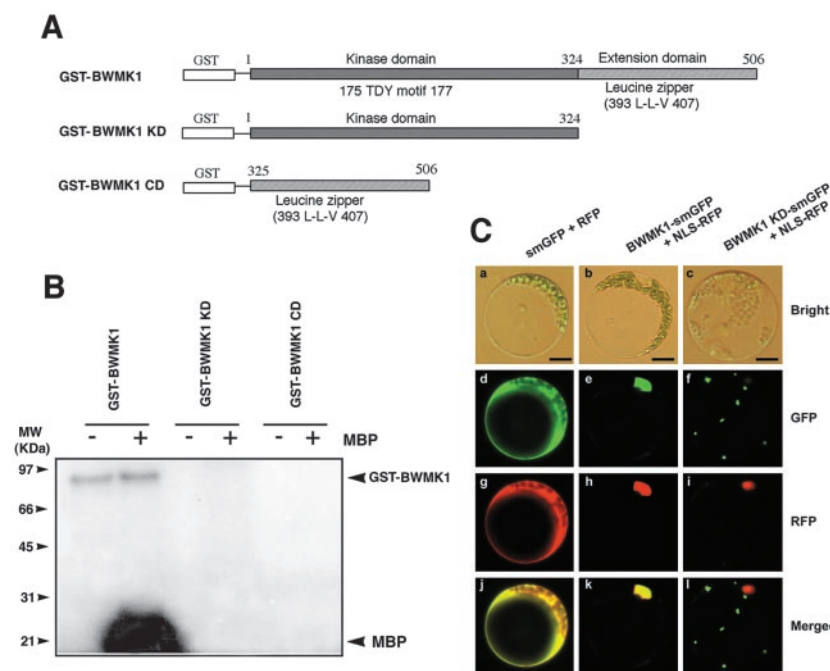 A
GST-BWMK1
GST
1
Kinase domain
324
Extension domain
506
175 TDY motif 177
Leucine zipper
(393 L-L-V 407)
GST-BWMK1 KD
GST
1
Kinase domain
324
GST-BWMK1 CD
GST
325
506
Leucine zipper
(393 L-L-V 407)
B
GST-BWMK1
GST-BWMK1 KD
GST-BWMK1 CD
- + - + - + MBP
MW
(KDa)
97
66
45
31
21
GST-BWMK1
MBP
C
smGFP + RFP
BWMK1-smGFP
+ NLS-RFP
BWMK1 KD-smGFP
+ NLS-RFP
a b c Bright
d e f GFP
g h i RFP
j k l Merged